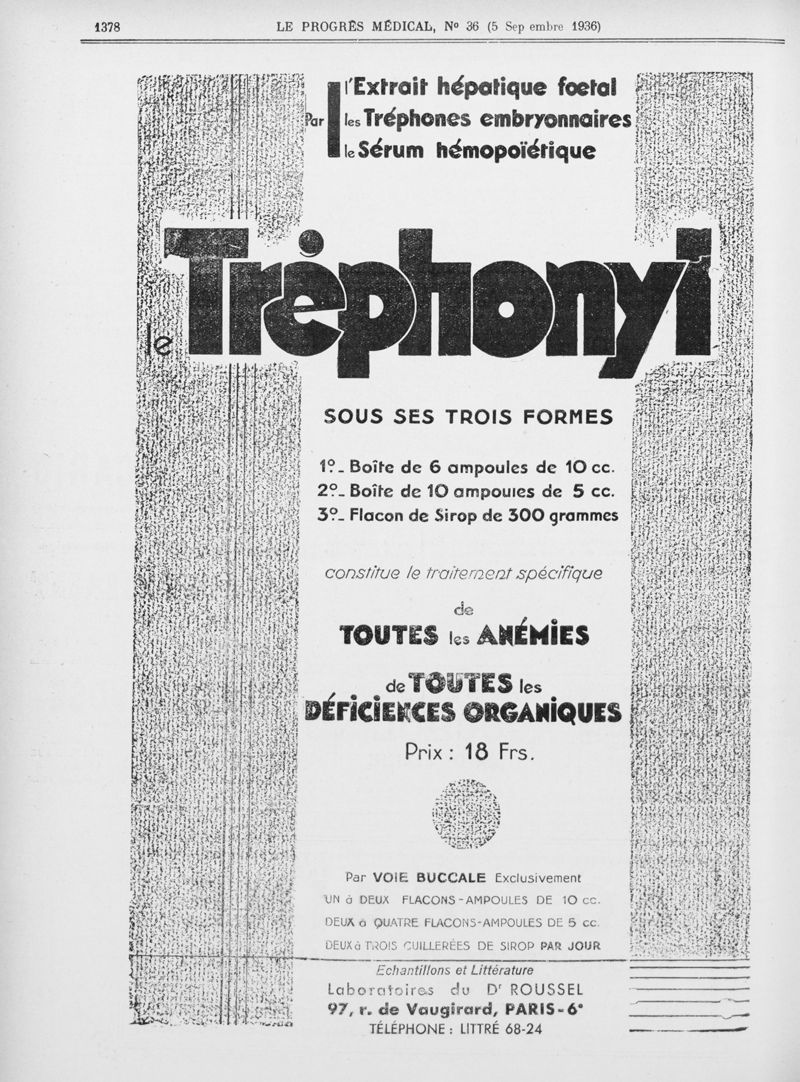 1378
LE PROGRÈS MÉDICAL, Nº 36 (5 Sep embre 1936)
l'Extrait hépatique foetal
Par les Tréphones embryonnaires
le Sérum hémopoïétique
le Tréphonyl
SOUS SES TROIS FORMES
1º_ Boîte de 6 ampoules de 10 cc.
2º_ Boîte de 10 ampoules de 5 cc.
3º_ Flacon de Sirop de 300 grammes
constitue le traitement spécifique
de
TOUTES les ANÉMIES
de TOUTES les
DÉFICIENCES ORGANIQUES
Prix : 18 Frs.
Par VOIE BUCCALE Exclusivement
UN à DEUX FLACONS-AMPOULES DE 10 cc.
DEUX à QUATRE FLACONS-AMPOULES DE 5 cc.
DEUX à TROIS CUILLERÉES DE SIROP PAR JOUR
Echantillons et Littérature
Laboratoires du Dr ROUSSEL
97, r. de Vaugirard, PARIS-6e
TÉLÉPHONE : LITTRÉ 68-24